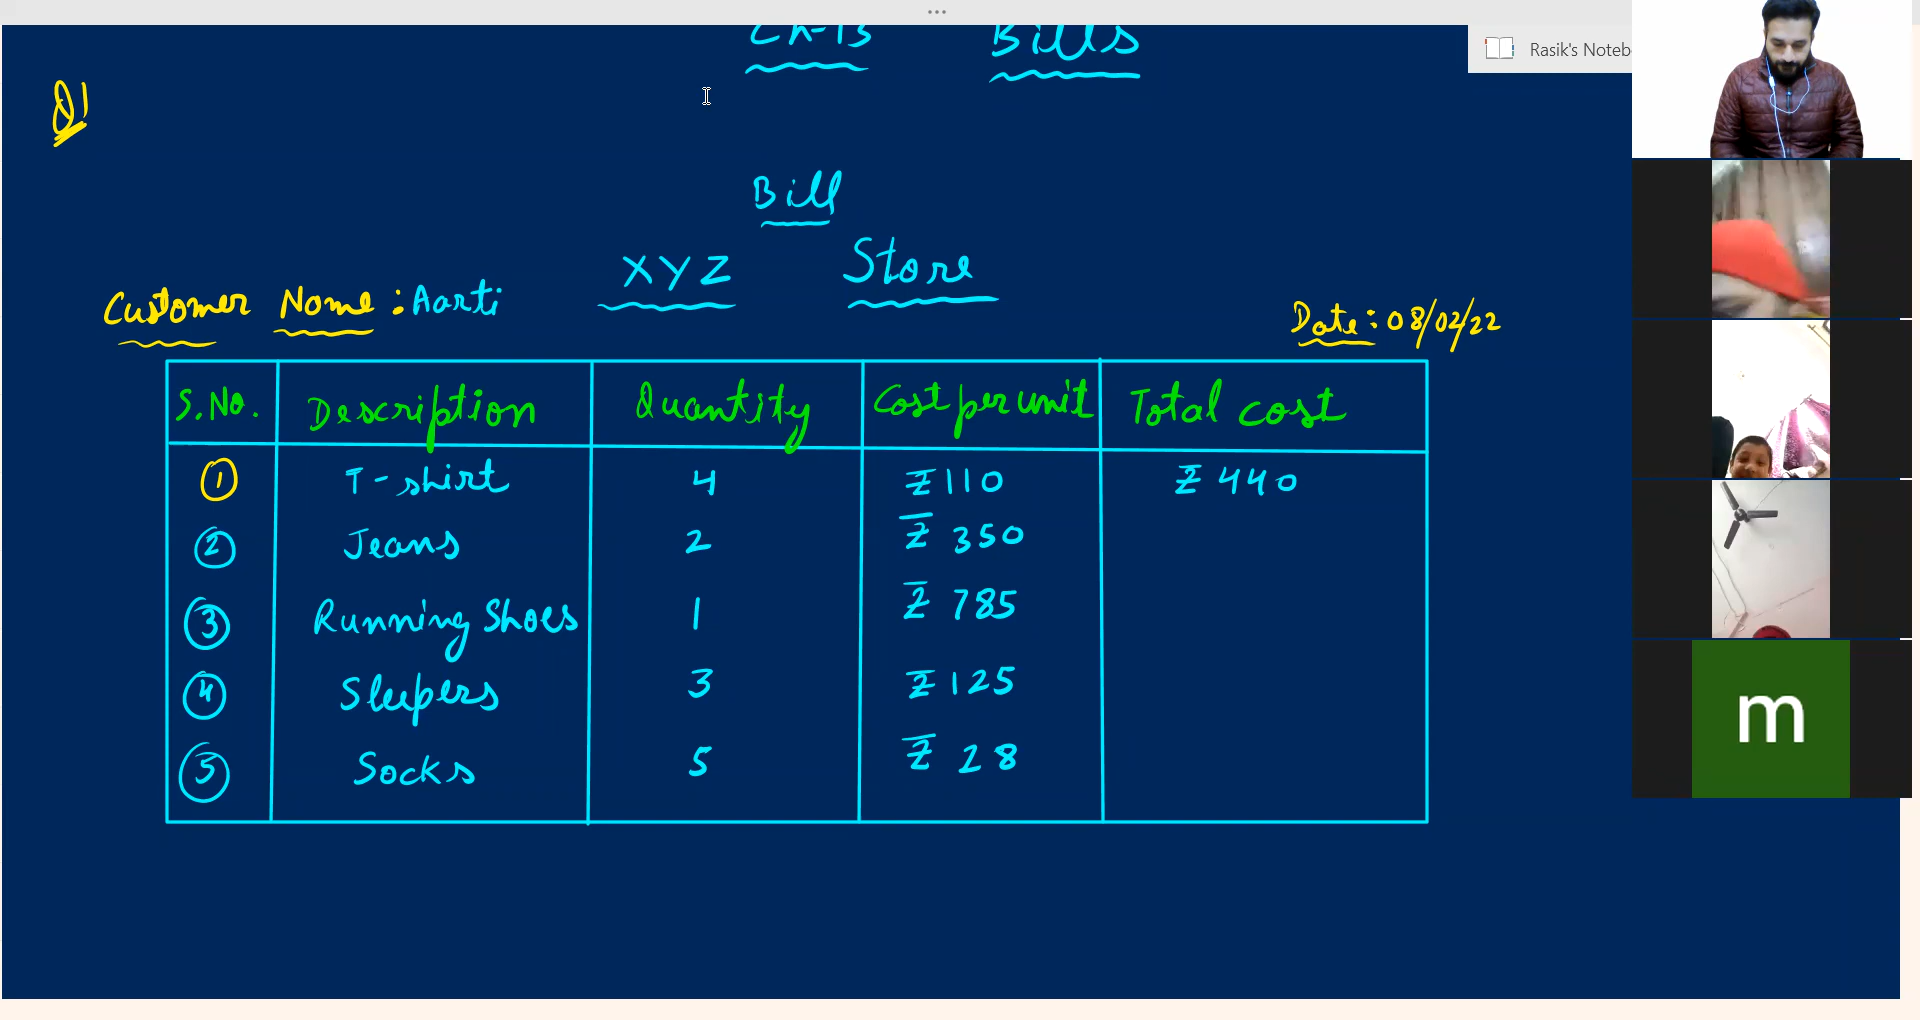 Ch-13 Bills
Rasik's Noteb
Q1
Bill
XYZ Store
Customer Name : Aarti
Date : 08/02/22
S.No. Description Quantity Cost per unit Total cost
1 T-shirt 4 ₹110 ₹440
2 Jeans 2 ₹ 350
3 Running Shoes 1 ₹ 785
4 Sleepers 3 ₹125
5 Socks 5 ₹ 28
m